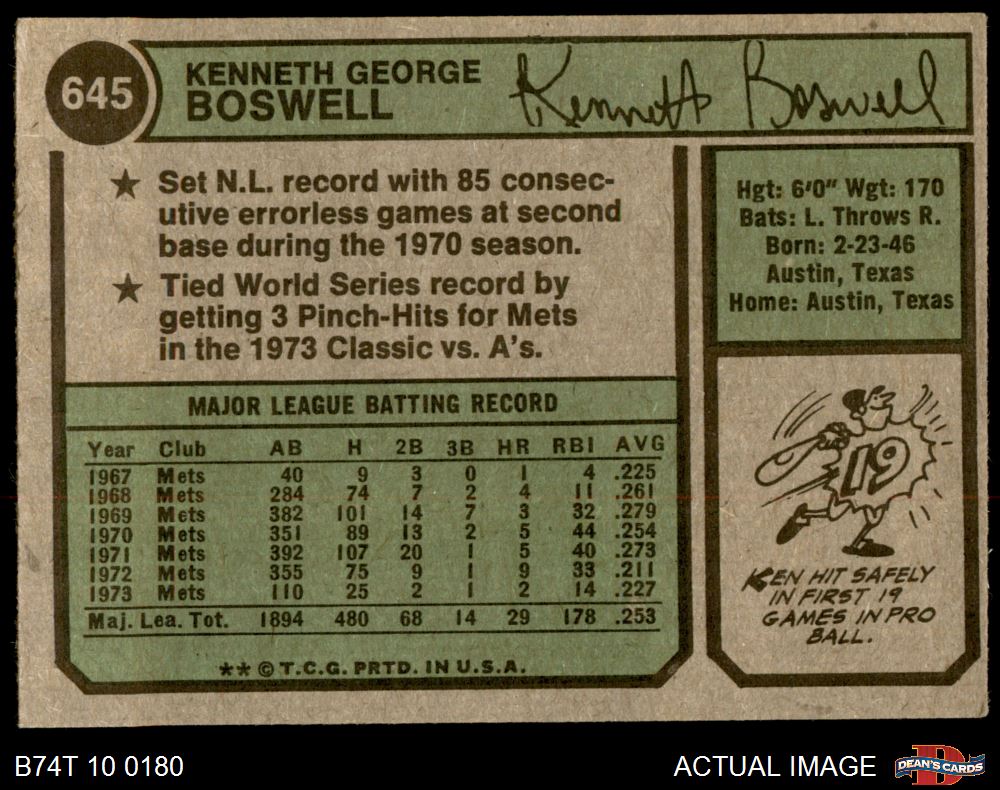 645
KENNETH GEORGE
BOSWELL
Kenneth Boswell
★ Set N.L. record with 85 consec-
utive errorless games at second
base during the 1970 season.
★ Tied World Series record by
getting 3 Pinch-Hits for Mets
in the 1973 Classic vs. A's.
Hgt: 6'0" Wgt: 170
Bats: L. Throws R.
Born: 2-23-46
Austin, Texas
Home: Austin, Texas
MAJOR LEAGUE BATTING RECORD
Year Club AB H 2B 3B HR RBI AVG
1967 Mets 40 9 3 0 1 4 .225
1968 Mets 284 74 7 2 4 11 .261
1969 Mets 382 101 14 7 3 32 .279
1970 Mets 351 89 13 2 5 44 .254
1971 Mets 392 107 20 1 5 40 .273
1972 Mets 355 75 9 1 9 33 .211
1973 Mets 110 25 2 1 2 14 .227
Maj. Lea. Tot. 1894 480 68 14 29 178 .253
** © T.C.G. PRTD. IN U.S.A.
19
KEN HIT SAFELY
IN FIRST 19
GAMES IN PRO
BALL.
B74T 10 0180
ACTUAL IMAGE
D
DEAN'S CARDS